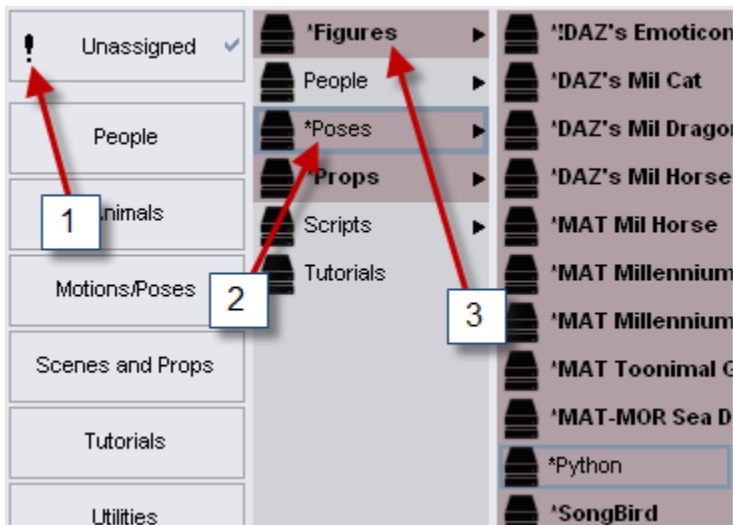 Unassigned
People
nimals
Motions/Poses
Scenes and Props
Tutorials
Utilities
1
*Figures
People
*Poses
*Props
Scripts
Tutorials
2
3
*!DAZ's Emoticon
*DAZ's Mil Cat
*DAZ's Mil Drago
*DAZ's Mil Horse
*MAT Mil Horse
*MAT Millennium
*MAT Millennium
*MAT Toonimal G
*MAT-MOR Sea D
*Python
*SongBird